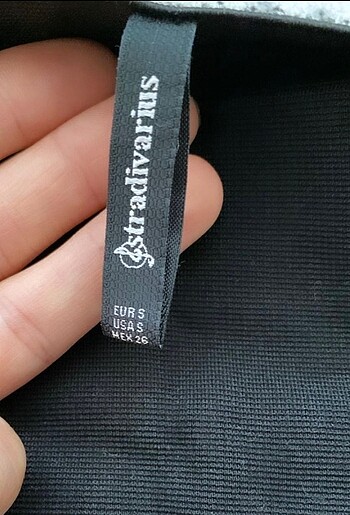 stradivarius
EUR S
USA S
MEX 26